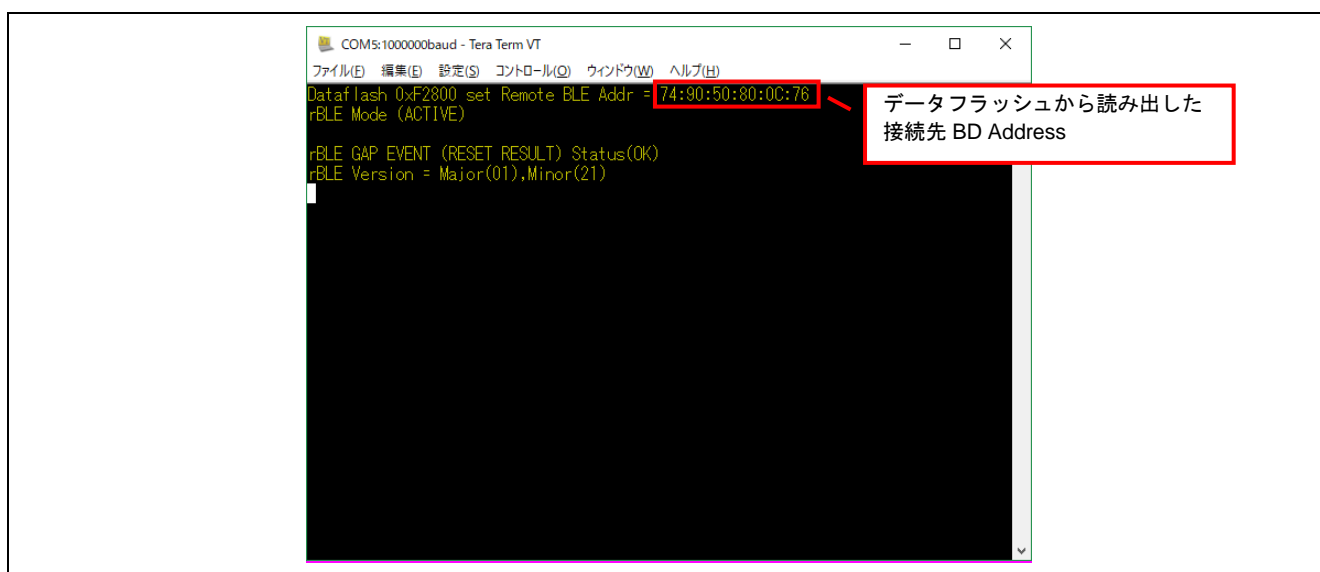 COM5:1000000baud - Tera Term VT
ファイル(F) 編集(E) 設定(S) コントロール(O) ウィンドウ(W) ヘルプ(H)
Dataflash 0xF2800 set Remote BLE Addr = 74:90:50:80:0C:76
rBLE Mode (ACTIVE)
rBLE GAP EVENT (RESET RESULT) Status(OK)
rBLE Version = Major(01),Minor(21)
データフラッシュから読み出した
接続先 BD Address